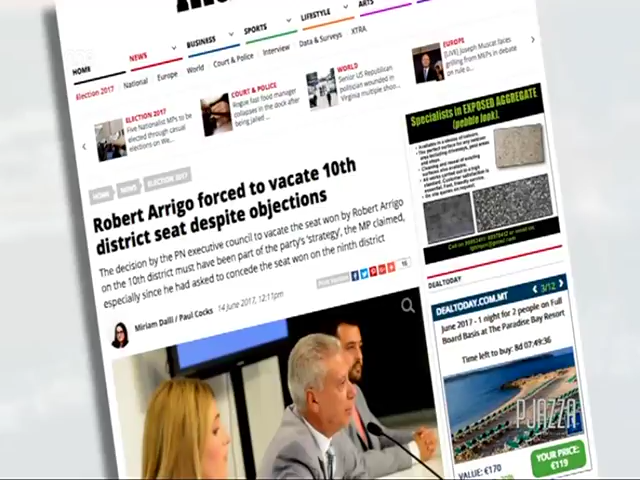 NEWS
BUSINESS
SPORTS
LIFESTYLE
ARTS
HOME
Election 2017
National
Europe
World
Court & Police
Interview
Data & Surveys
XTRA
ELECTION 2017
Five Nationalist MPs to be
elected through casual
elections on We...
COURT & POLICE
Rogue fast food manager
collapses in the dock after
being jailed ...
WORLD
Senior US Republican
politician wounded in
Virginia multiple shoo...
EUROPE
[LIVE] Joseph Muscat faces
grilling from MEPs in debate
on rule o...
HOME
NEWS
ELECTION 2017
Robert Arrigo forced to vacate 10th
district seat despite objections
The decision by the PN executive council to vacate the seat won by Robert Arrigo
on the 10th district must have been part of the party's 'strategy', the MP claimed,
especially since he had asked to concede the seat won on the ninth district
Miriam Dalli / Paul Cocks
14 June 2017, 12:11pm
16
Specialists in EXPOSED AGGREGATE
(pebble look).
DEALTODAY
DEALTODAY.COM.MT
3/12
June 2017 - 1 night for 2 people on Full
Board Basis at The Paradise Bay Resort
Time left to buy: 8d 07:49:36
PJAZZA
VALUE: €170
YOUR PRICE:
€119